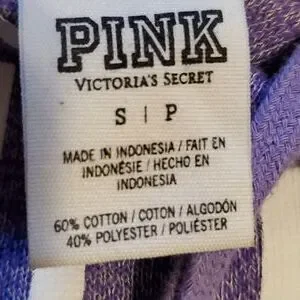 PINK
VICTORIA'S SECRET
S | P
MADE IN INDONESIA / FAIT EN
INDONÉSIE / HECHO EN
INDONESIA
60% COTTON / COTON / ALGODÓN
40% POLYESTER / POLIÉSTER